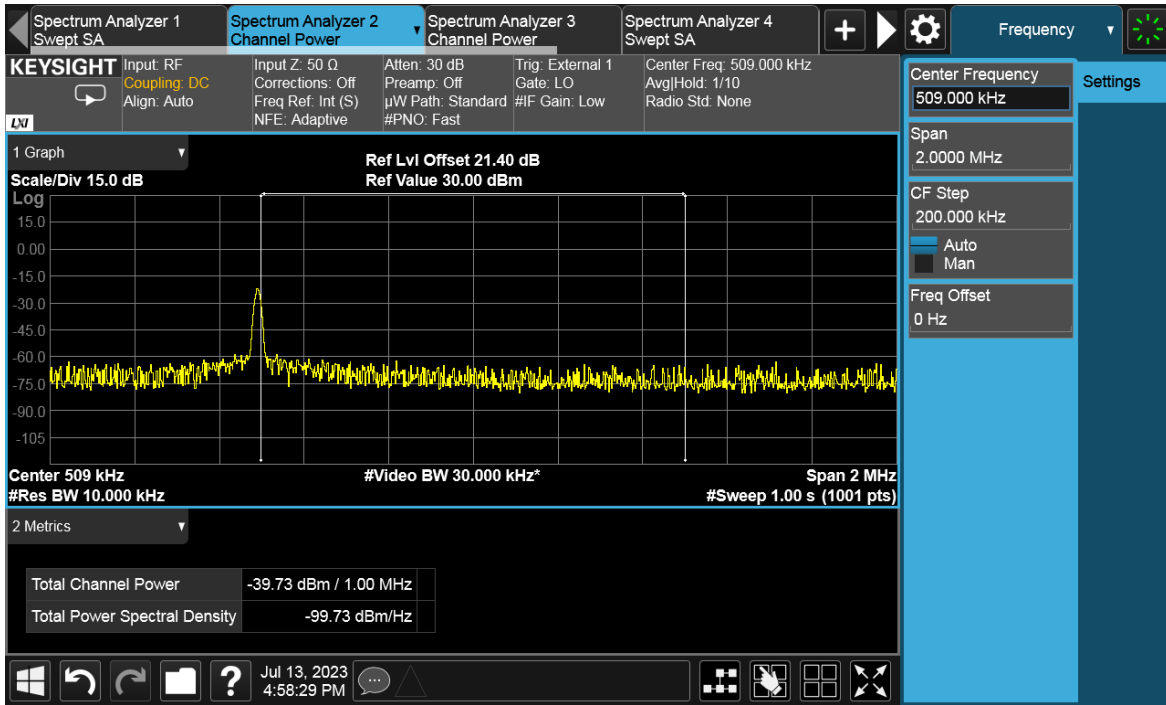 Spectrum Analyzer 1
Swept SA
Spectrum Analyzer 2
Channel Power
Spectrum Analyzer 3
Channel Power
Spectrum Analyzer 4
Swept SA
+
Frequency
KEYSIGHT
LXI
Input: RF
Coupling: DC
Align: Auto
Input Z: 50 Ω
Corrections: Off
Freq Ref: Int (S)
NFE: Adaptive
Atten: 30 dB
Preamp: Off
µW Path: Standard
#PNO: Fast
Trig: External 1
Gate: LO
#IF Gain: Low
Center Freq: 509.000 kHz
Avg|Hold: 1/10
Radio Std: None
Center Frequency
509.000 kHz
Settings
Span
2.0000 MHz
CF Step
200.000 kHz
Auto
Man
Freq Offset
0 Hz
1 Graph
Scale/Div 15.0 dB
Ref Lvl Offset 21.40 dB
Ref Value 30.00 dBm
Log
15.0
0.00
-15.0
-30.0
-45.0
-60.0
-75.0
-90.0
-105
Center 509 kHz
#Video BW 30.000 kHz*
Span 2 MHz
#Res BW 10.000 kHz
#Sweep 1.00 s (1001 pts)
2 Metrics
Total Channel Power -39.73 dBm / 1.00 MHz
Total Power Spectral Density -99.73 dBm/Hz
?
Jul 13, 2023
4:58:29 PM